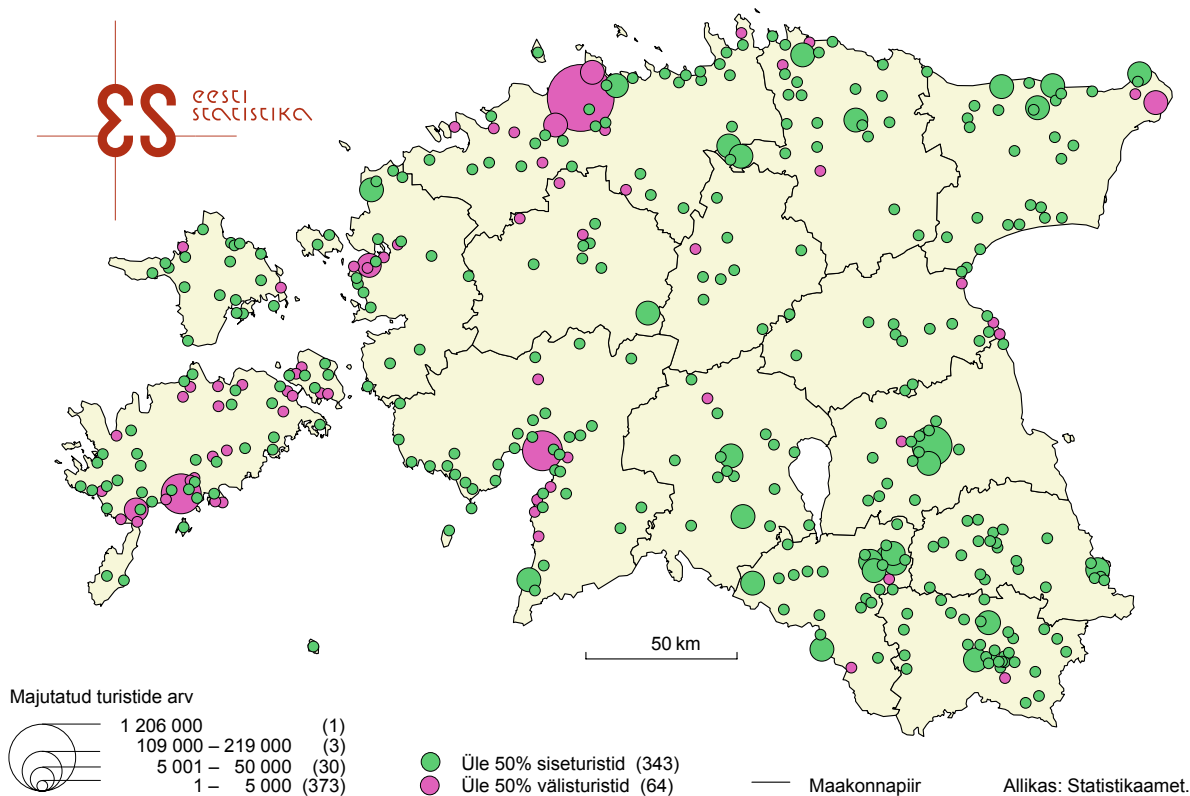 eesti
statistika
50 km
Majutatud turistide arv
1 206 000 (1)
109 000 – 219 000 (3)
5 001 – 50 000 (30)
1 – 5 000 (373)
Üle 50% siseturistid (343)
Üle 50% välisturistid (64)
Maakonnapiir
Allikas: Statistikaamet.